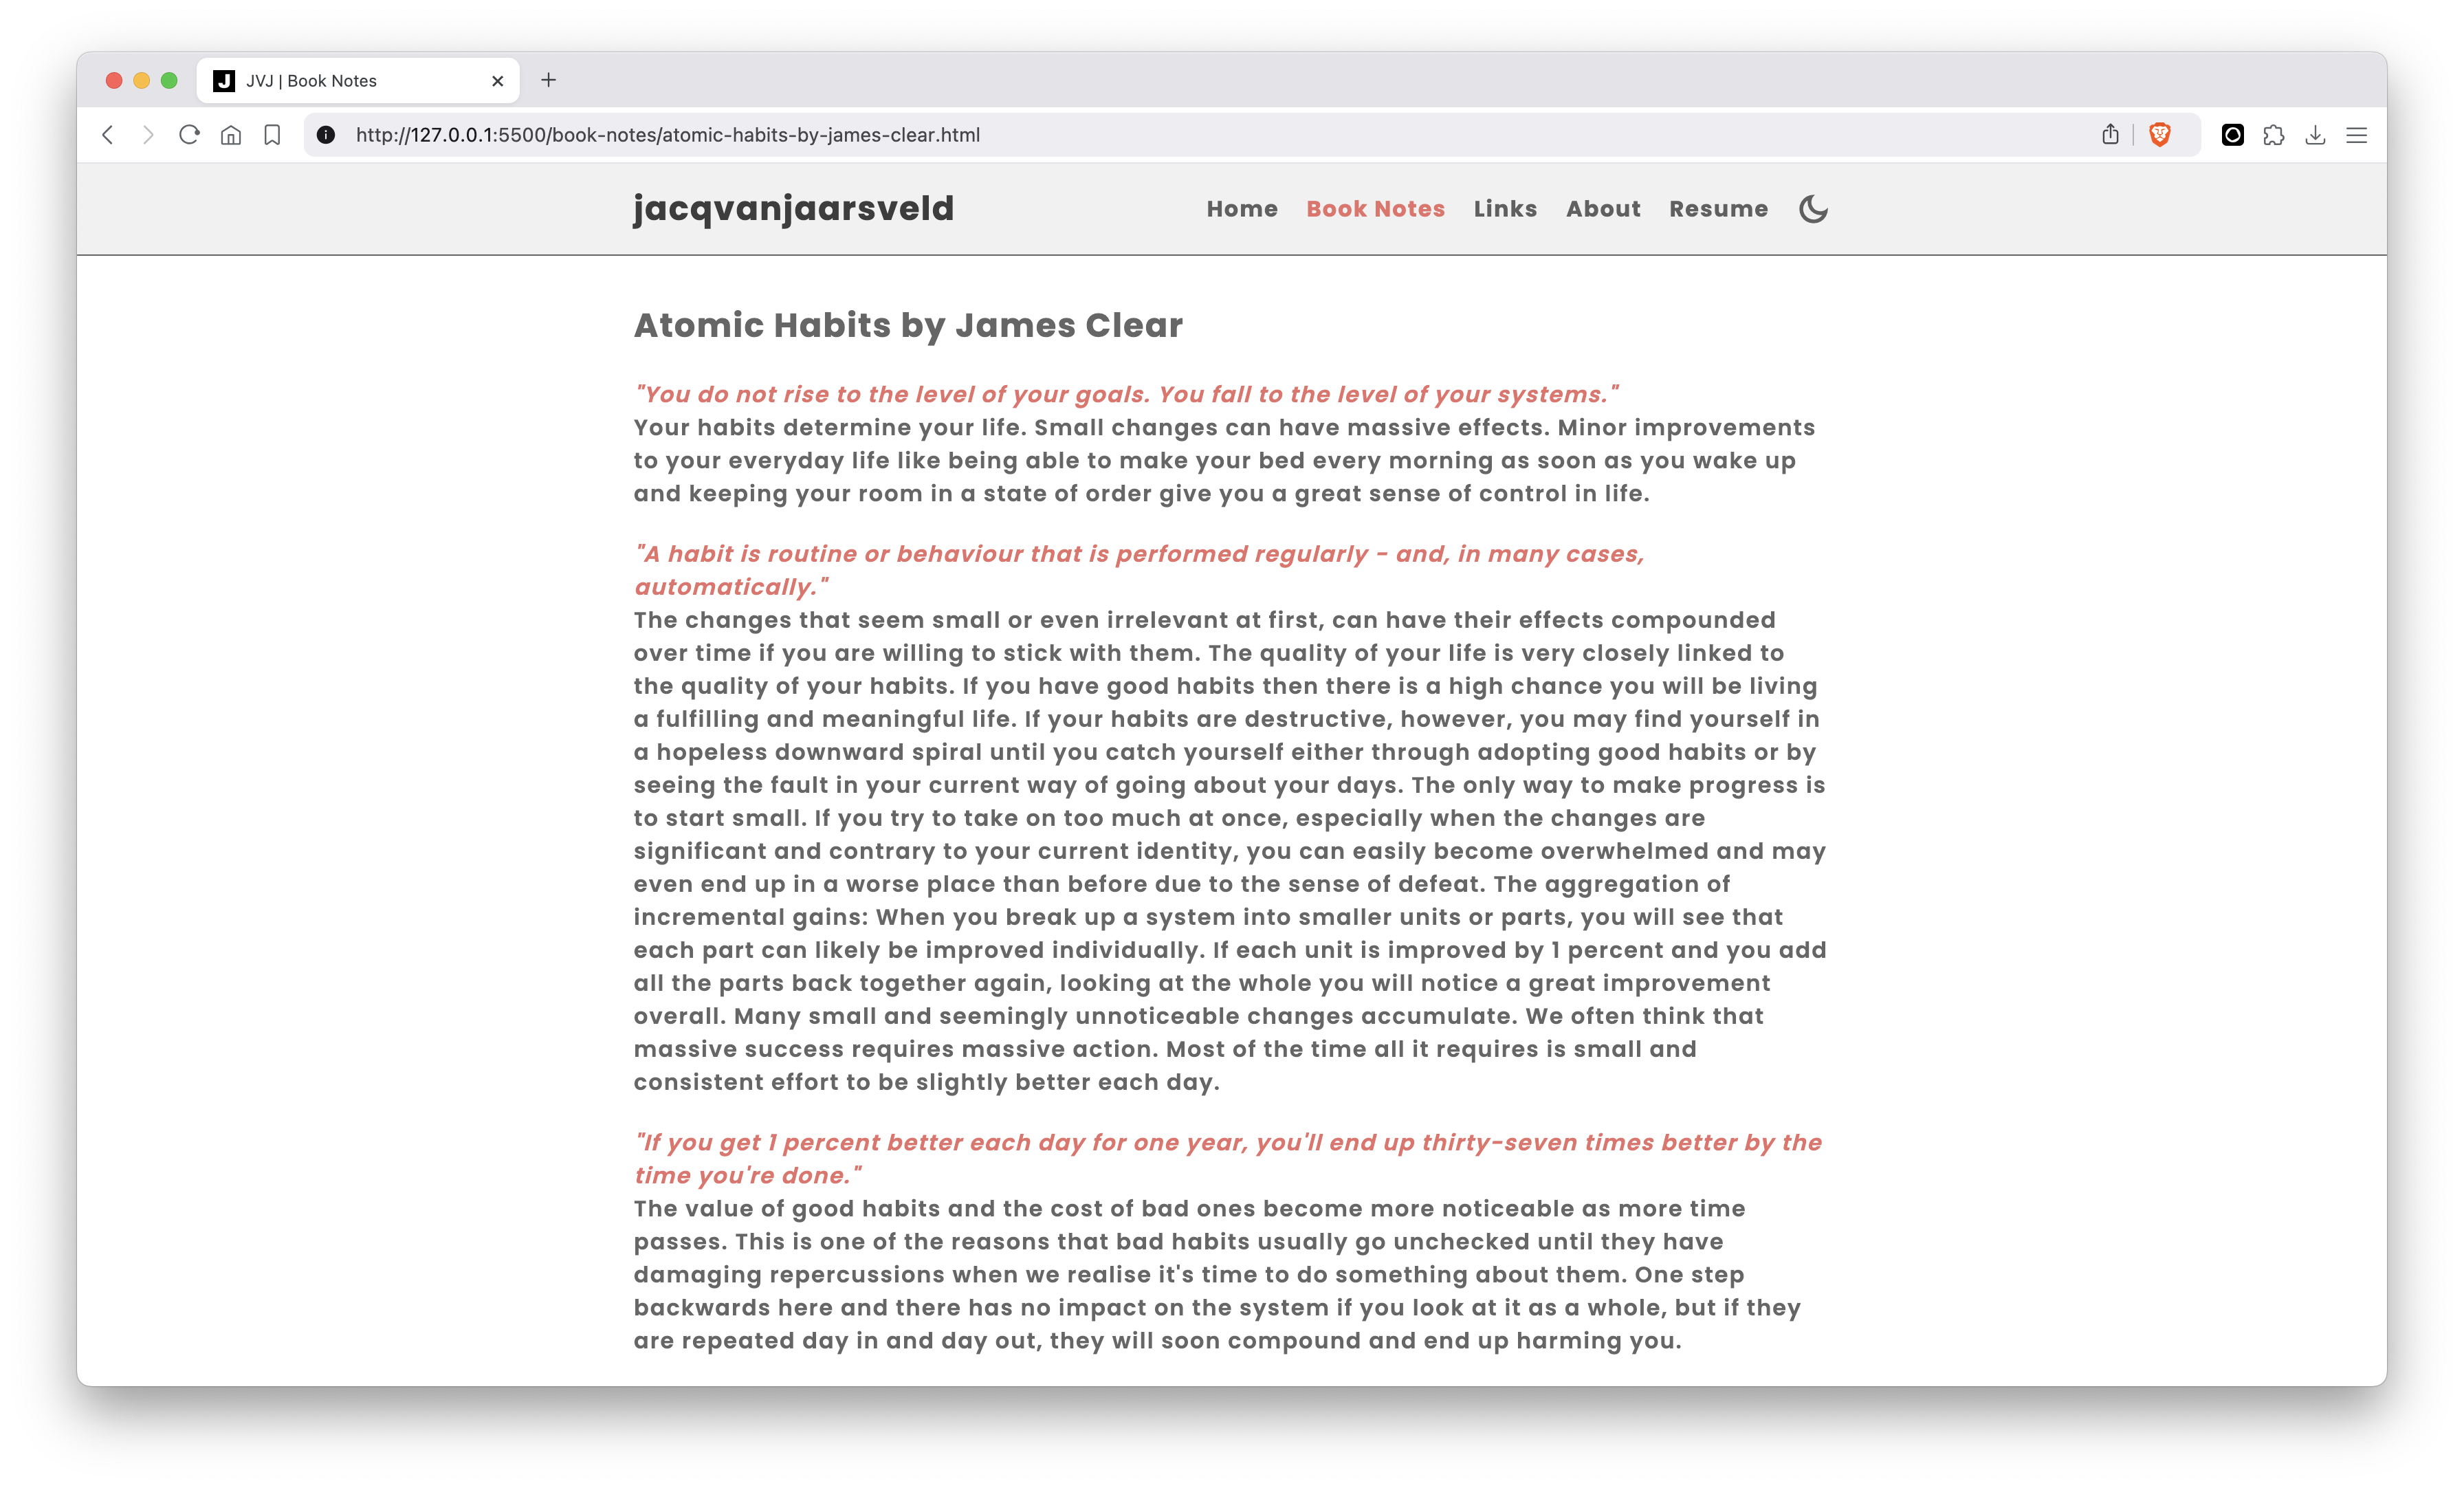 JVJ | Book Notes
http://127.0.0.1:5500/book-notes/atomic-habits-by-james-clear.html
jacqvanjaarsveld
Home Book Notes Links About Resume
Atomic Habits by James Clear
"You do not rise to the level of your goals. You fall to the level of your systems."
Your habits determine your life. Small changes can have massive effects. Minor improvements
to your everyday life like being able to make your bed every morning as soon as you wake up
and keeping your room in a state of order give you a great sense of control in life.
"A habit is routine or behaviour that is performed regularly - and, in many cases,
automatically."
The changes that seem small or even irrelevant at first, can have their effects compounded
over time if you are willing to stick with them. The quality of your life is very closely linked to
the quality of your habits. If you have good habits then there is a high chance you will be living
a fulfilling and meaningful life. If your habits are destructive, however, you may find yourself in
a hopeless downward spiral until you catch yourself either through adopting good habits or by
seeing the fault in your current way of going about your days. The only way to make progress is
to start small. If you try to take on too much at once, especially when the changes are
significant and contrary to your current identity, you can easily become overwhelmed and may
even end up in a worse place than before due to the sense of defeat. The aggregation of
incremental gains: When you break up a system into smaller units or parts, you will see that
each part can likely be improved individually. If each unit is improved by 1 percent and you add
all the parts back together again, looking at the whole you will notice a great improvement
overall. Many small and seemingly unnoticeable changes accumulate. We often think that
massive success requires massive action. Most of the time all it requires is small and
consistent effort to be slightly better each day.
"If you get 1 percent better each day for one year, you'll end up thirty-seven times better by the
time you're done."
The value of good habits and the cost of bad ones become more noticeable as more time
passes. This is one of the reasons that bad habits usually go unchecked until they have
damaging repercussions when we realise it's time to do something about them. One step
backwards here and there has no impact on the system if you look at it as a whole, but if they
are repeated day in and day out, they will soon compound and end up harming you.